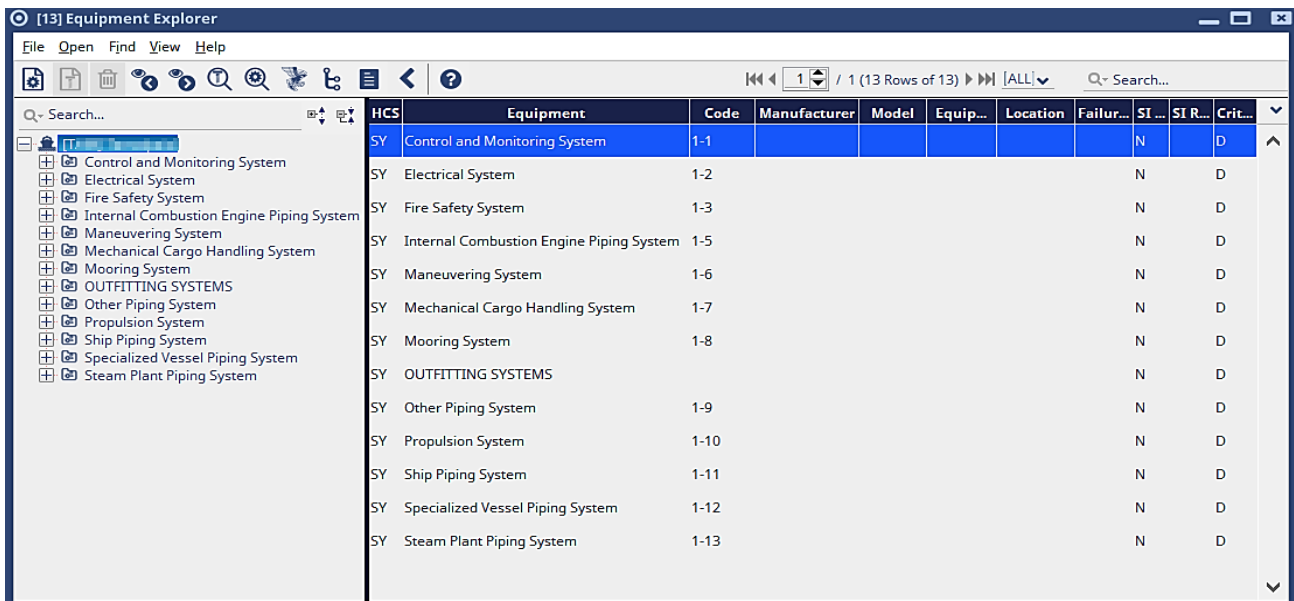 [13] Equipment Explorer
File Open Find View Help
1 / 1 (13 Rows of 13) [ALL] Search...
Search...
Control and Monitoring System
Electrical System
Fire Safety System
Internal Combustion Engine Piping System
Maneuvering System
Mechanical Cargo Handling System
Mooring System
OUTFITTING SYSTEMS
Other Piping System
Propulsion System
Ship Piping System
Specialized Vessel Piping System
Steam Plant Piping System
HCS Equipment Code Manufacturer Model Equip... Location Failur... SI ... SI R... Crit...
SY Control and Monitoring System 1-1 N D
SY Electrical System 1-2 N D
SY Fire Safety System 1-3 N D
SY Internal Combustion Engine Piping System 1-5 N D
SY Maneuvering System 1-6 N D
SY Mechanical Cargo Handling System 1-7 N D
SY Mooring System 1-8 N D
SY OUTFITTING SYSTEMS N D
SY Other Piping System 1-9 N D
SY Propulsion System 1-10 N D
SY Ship Piping System 1-11 N D
SY Specialized Vessel Piping System 1-12 N D
SY Steam Plant Piping System 1-13 N D